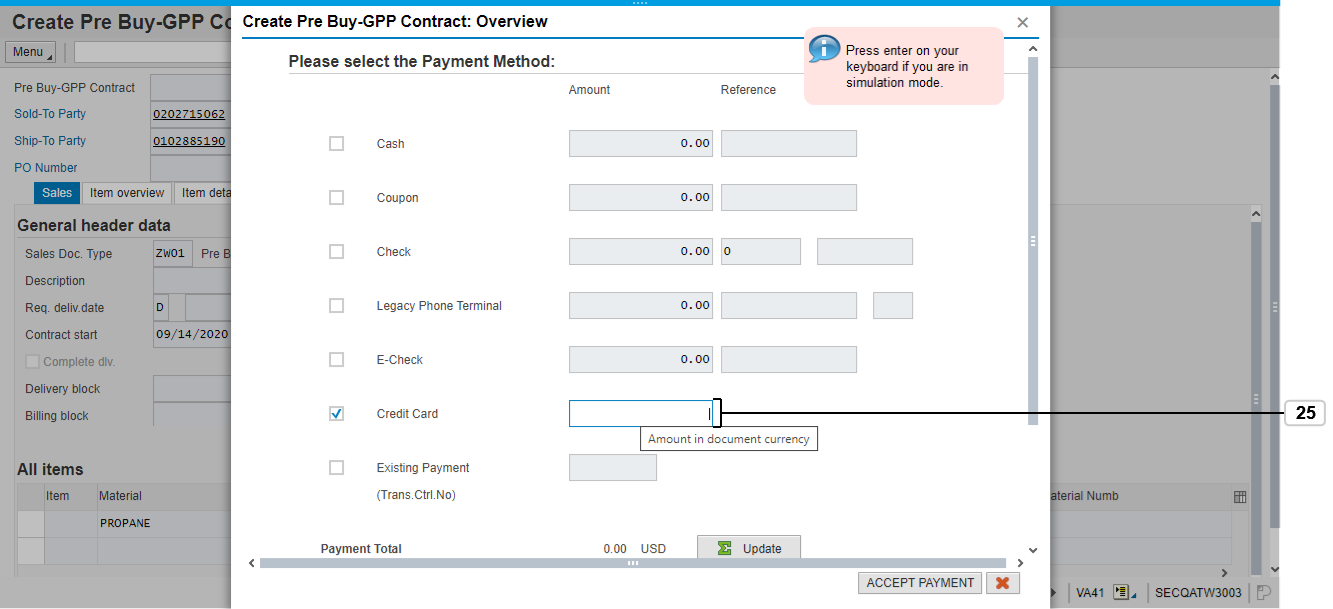 Create Pre Buy-GPP Co
Menu
Pre Buy-GPP Contract
Sold-To Party 0202715062
Ship-To Party 0102885190
PO Number
Sales Item overview Item deta
General header data
Sales Doc. Type ZW01 Pre B
Description
Req. deliv.date D
Contract start 09/14/2020
Complete dlv.
Delivery block
Billing block
All items
Item Material
PROPANE
Create Pre Buy-GPP Contract: Overview
Please select the Payment Method:
Press enter on your
keyboard if you are in
simulation mode.
Amount Reference
Cash 0.00
Coupon 0.00
Check 0.00 0
Legacy Phone Terminal 0.00
E-Check 0.00
Credit Card
Amount in document currency
25
Existing Payment
(Trans.Ctrl.No)
Payment Total 0.00 USD Update
ACCEPT PAYMENT
aterial Numb
VA41 SECQATW3003